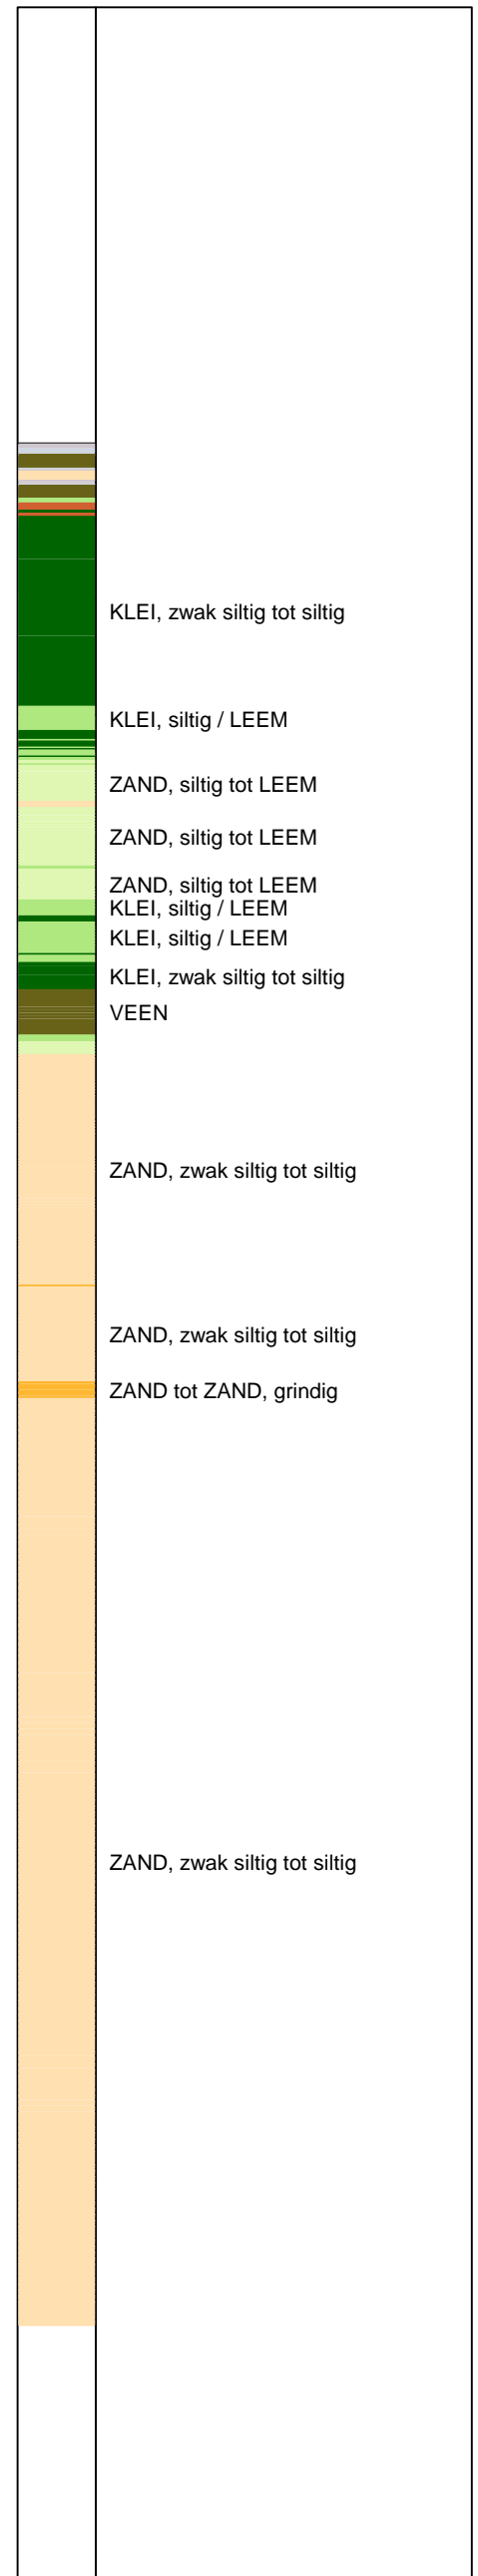 KLEI, zwak siltig tot siltig
KLEI, siltig / LEEM
ZAND, siltig tot LEEM
ZAND, siltig tot LEEM
ZAND, siltig tot LEEM
KLEI, siltig / LEEM
KLEI, siltig / LEEM
KLEI, zwak siltig tot siltig
VEEN
ZAND, zwak siltig tot siltig
ZAND, zwak siltig tot siltig
ZAND tot ZAND, grindig
ZAND, zwak siltig tot siltig